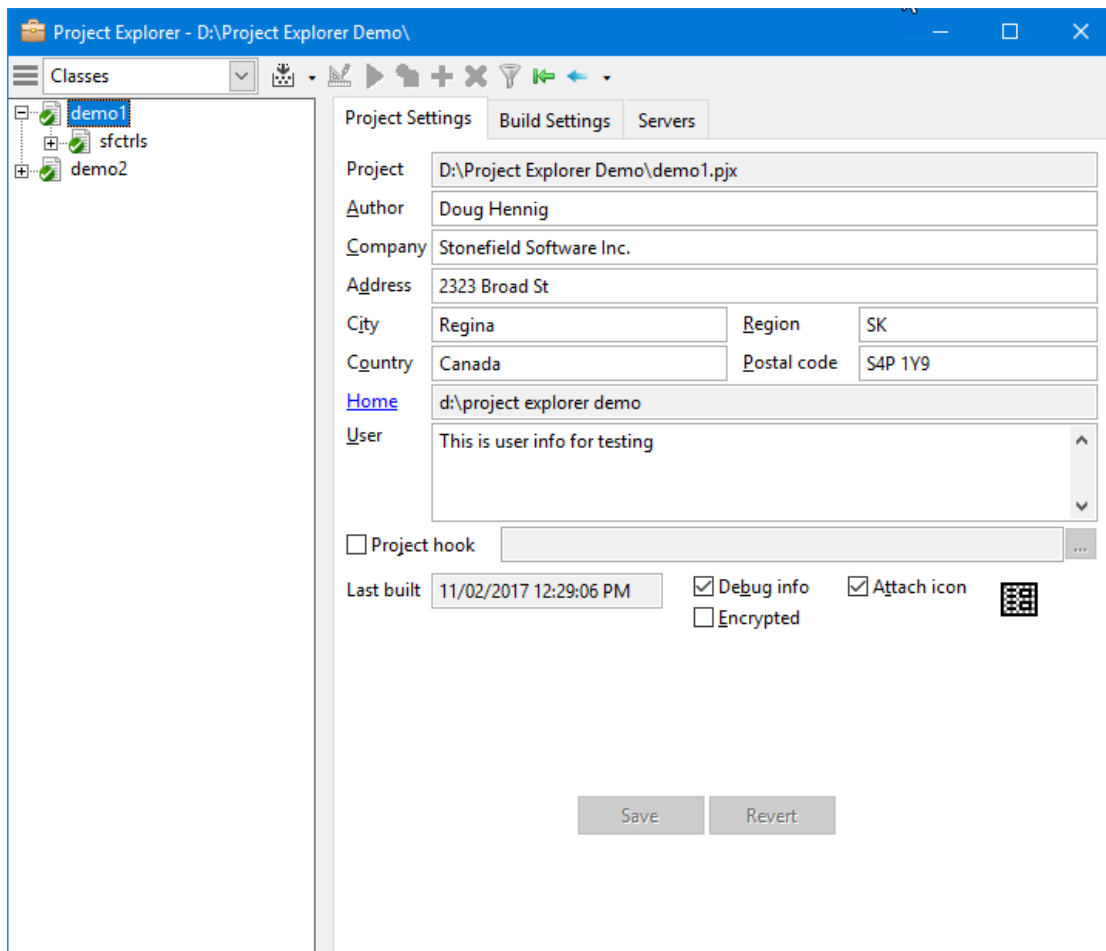 Project Explorer - D:\Project Explorer Demo\
Classes
demo1
sfctrls
demo2
Project Settings
Build Settings
Servers
Project D:\Project Explorer Demo\demo1.pjx
Author Doug Hennig
Company Stonefield Software Inc.
Address 2323 Broad St
City Regina Region SK
Country Canada Postal code S4P 1Y9
Home d:\project explorer demo
User This is user info for testing
Project hook ...
Last built 11/02/2017 12:29:06 PM Debug info Attach icon
Encrypted
Save Revert